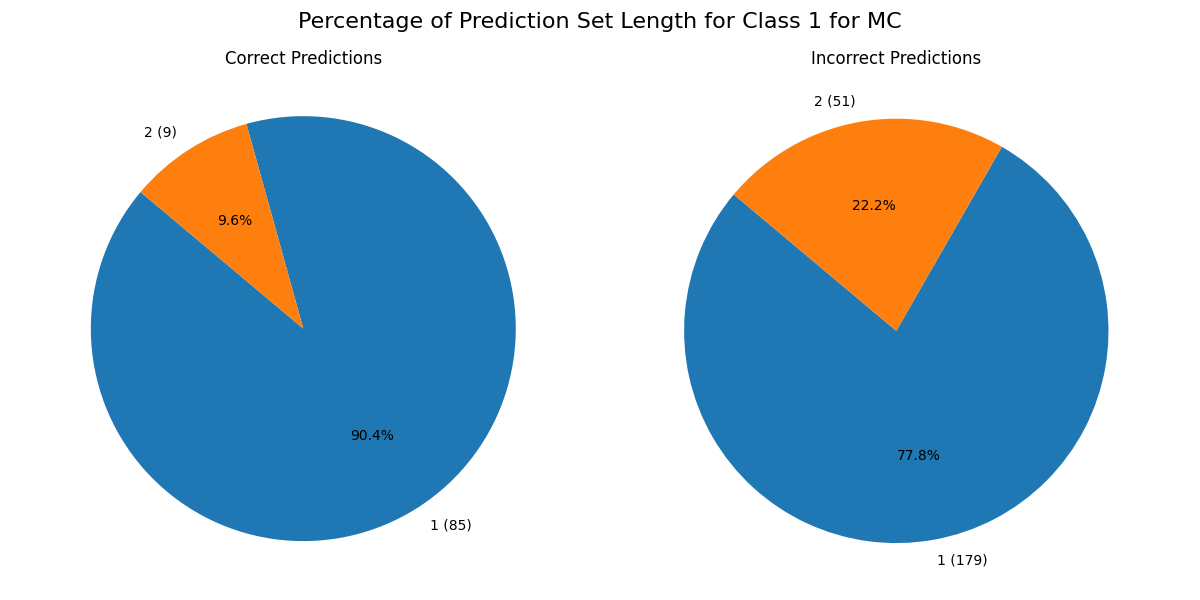 Percentage of Prediction Set Length for Class 1 for MC
Correct Predictions
2 (9)
9.6%
90.4%
1 (85)
Incorrect Predictions
2 (51)
22.2%
77.8%
1 (179)